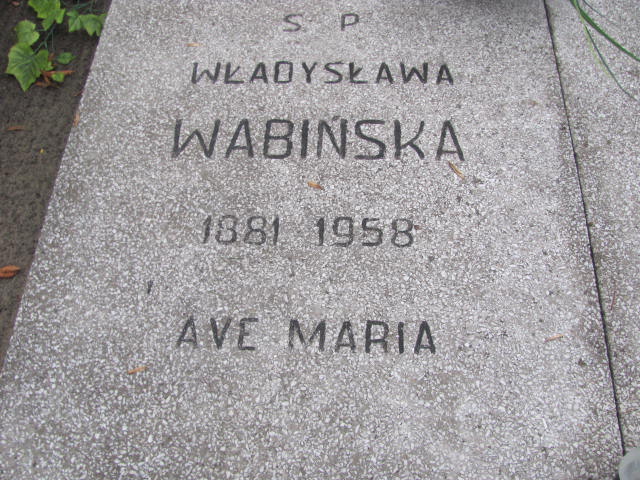 S P
WŁADYSŁAWA
WABIŃSKA
1881 1958
AVE MARIA